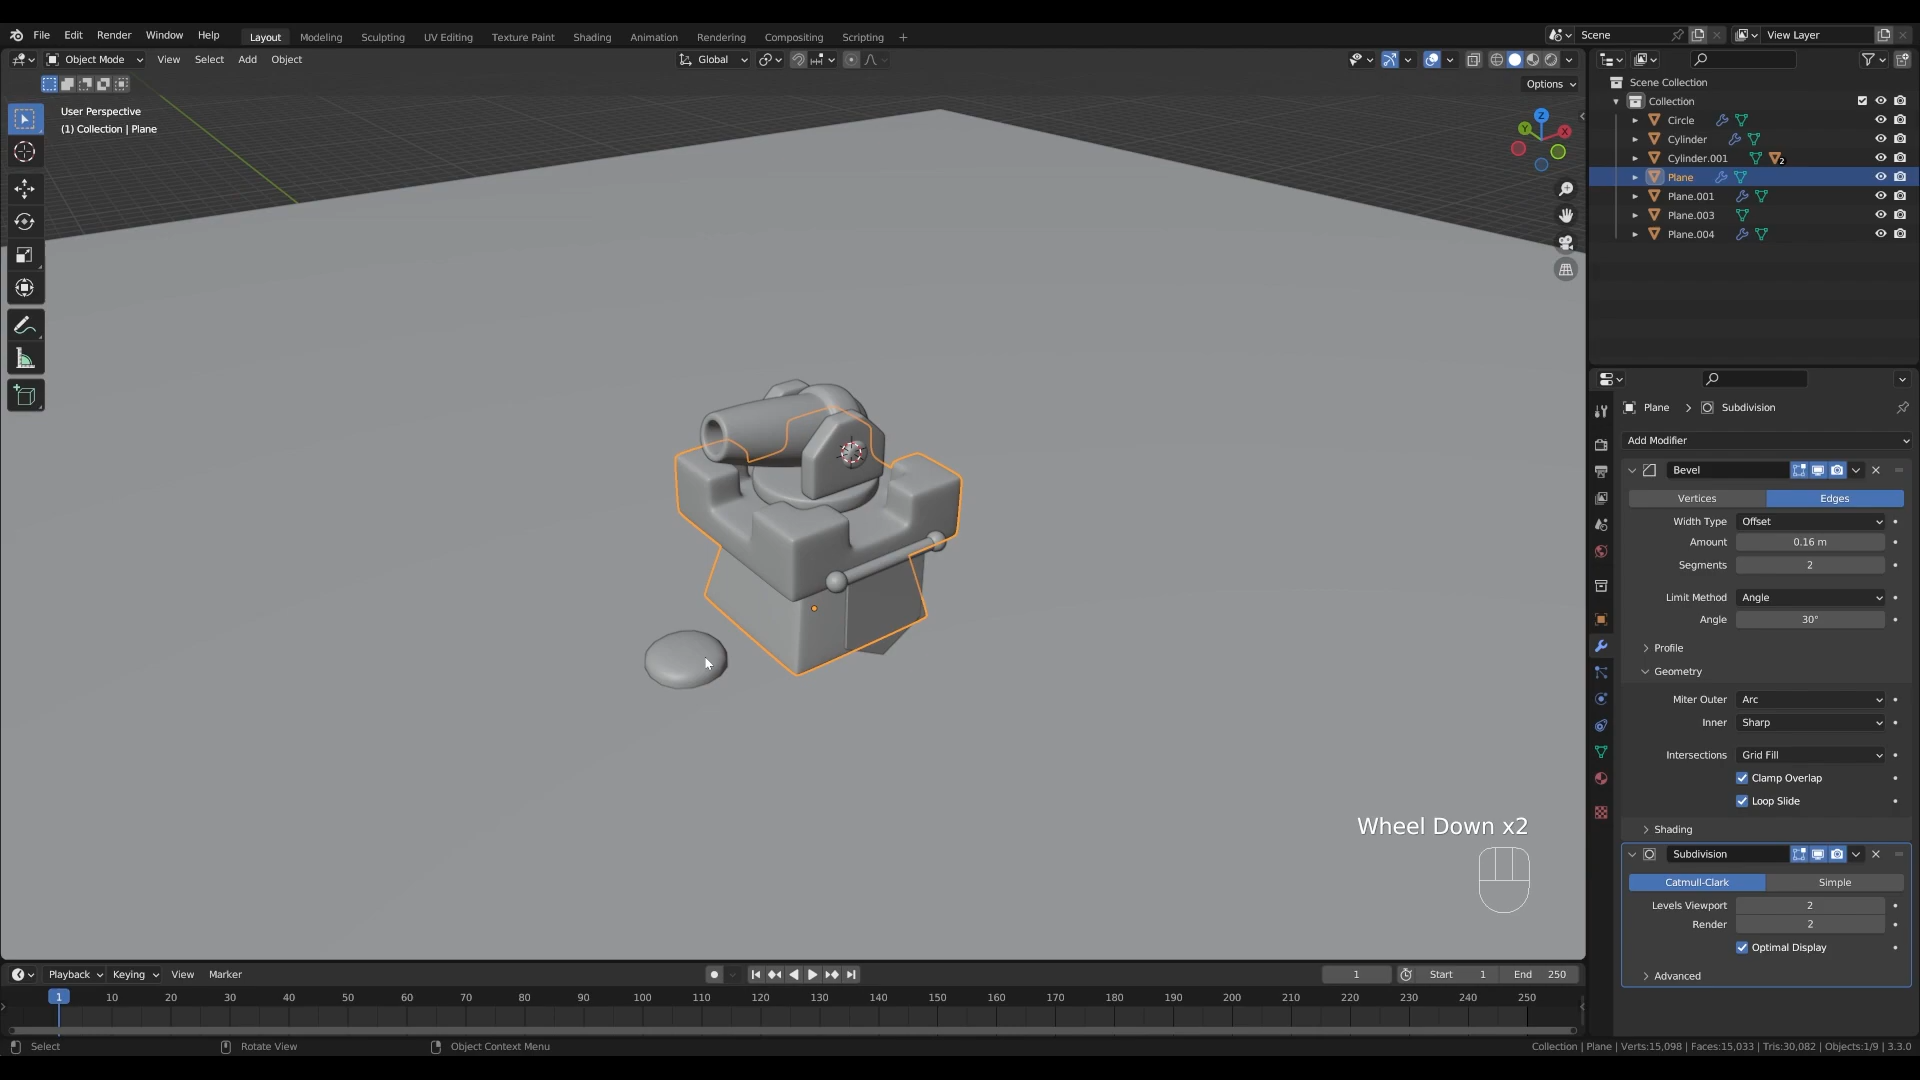 File Edit Render Window Help Layout Modeling Sculpting UV Editing Texture Paint Shading Animation Rendering Compositing Scripting + Scene View Layer
Object Mode View Select Add Object Global
Options
User Perspective
(1) Collection | Plane
Scene Collection
Collection
Circle
Cylinder
Cylinder.001 2
Plane
Plane.001
Plane.003
Plane.004
Z
Y
X
Plane > Subdivision
Add Modifier
Bevel
Vertices Edges
Width Type Offset
Amount 0.16 m
Segments 2
Limit Method Angle
Angle 30°
Profile
Geometry
Miter Outer Arc
Inner Sharp
Intersections Grid Fill
Clamp Overlap
Loop Slide
Shading
Subdivision
Catmull-Clark Simple
Levels Viewport 2
Render 2
Optimal Display
Advanced
Wheel Down x2
Playback Keying View Marker 1 Start 1 End 250
1 10 20 30 40 50 60 70 80 90 100 110 120 130 140 150 160 170 180 190 200 210 220 230 240 250
Select Rotate View Object Context Menu Collection | Plane | Verts:15,098 | Faces:15,033 | Tris:30,082 | Objects:1/9 | 3.3.0